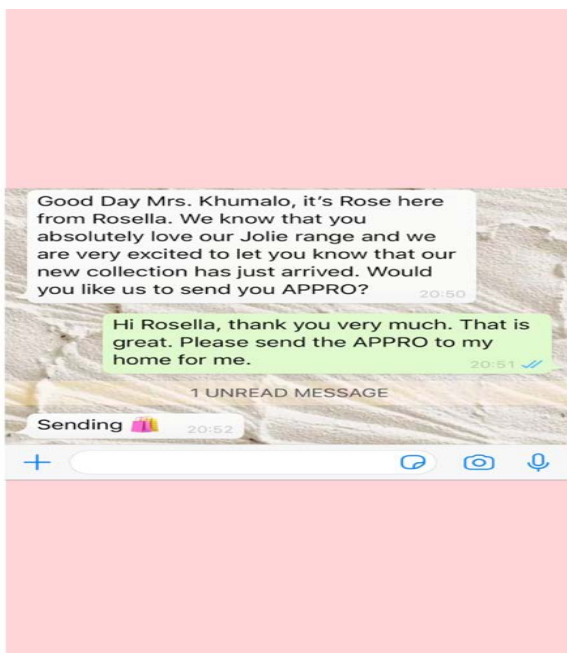 Good Day Mrs. Khumalo, it's Rose here
from Rosella. We know that you
absolutely love our Jolie range and we
are very excited to let you know that our
new collection has just arrived. Would
you like us to send you APPRO?
20:50
Hi Rosella, thank you very much. That is
great. Please send the APPRO to my
home for me.
20:51
1 UNREAD MESSAGE
Sending 🛍️
20:52